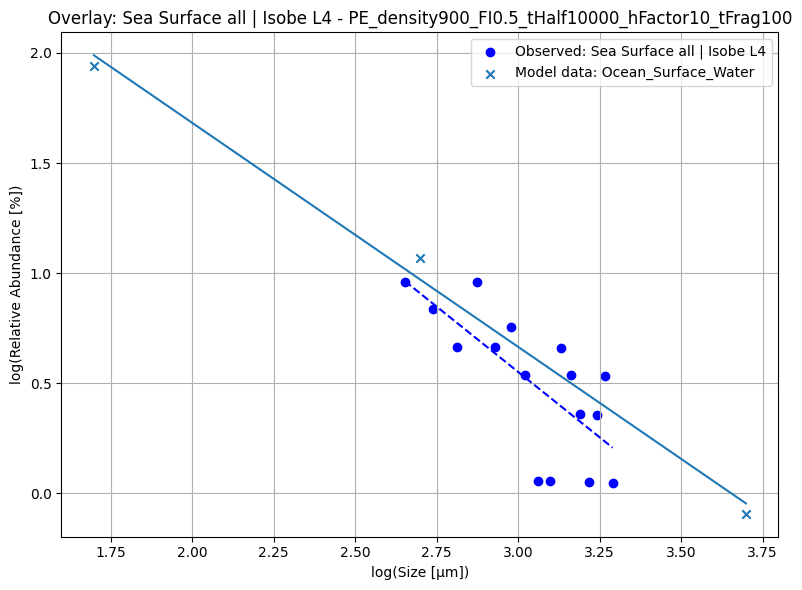 Overlay: Sea Surface all | Isobe L4 - PE_density900_FI0.5_tHalf10000_hFactor10_tFrag100
Observed: Sea Surface all | Isobe L4
Model data: Ocean_Surface_Water
log(Relative Abundance [%])
2.0
1.5
1.0
0.5
0.0
1.75
2.00
2.25
2.50
2.75
3.00
3.25
3.50
3.75
log(Size [µm])